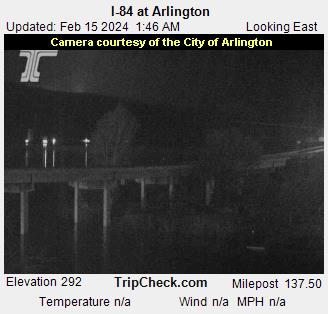 I-84 at Arlington
Updated: Feb 15 2024 1:46 AM Looking East
Camera courtesy of the City of Arlington
Elevation 292 TripCheck.com Milepost 137.50
Temperature n/a Wind n/a MPH n/a